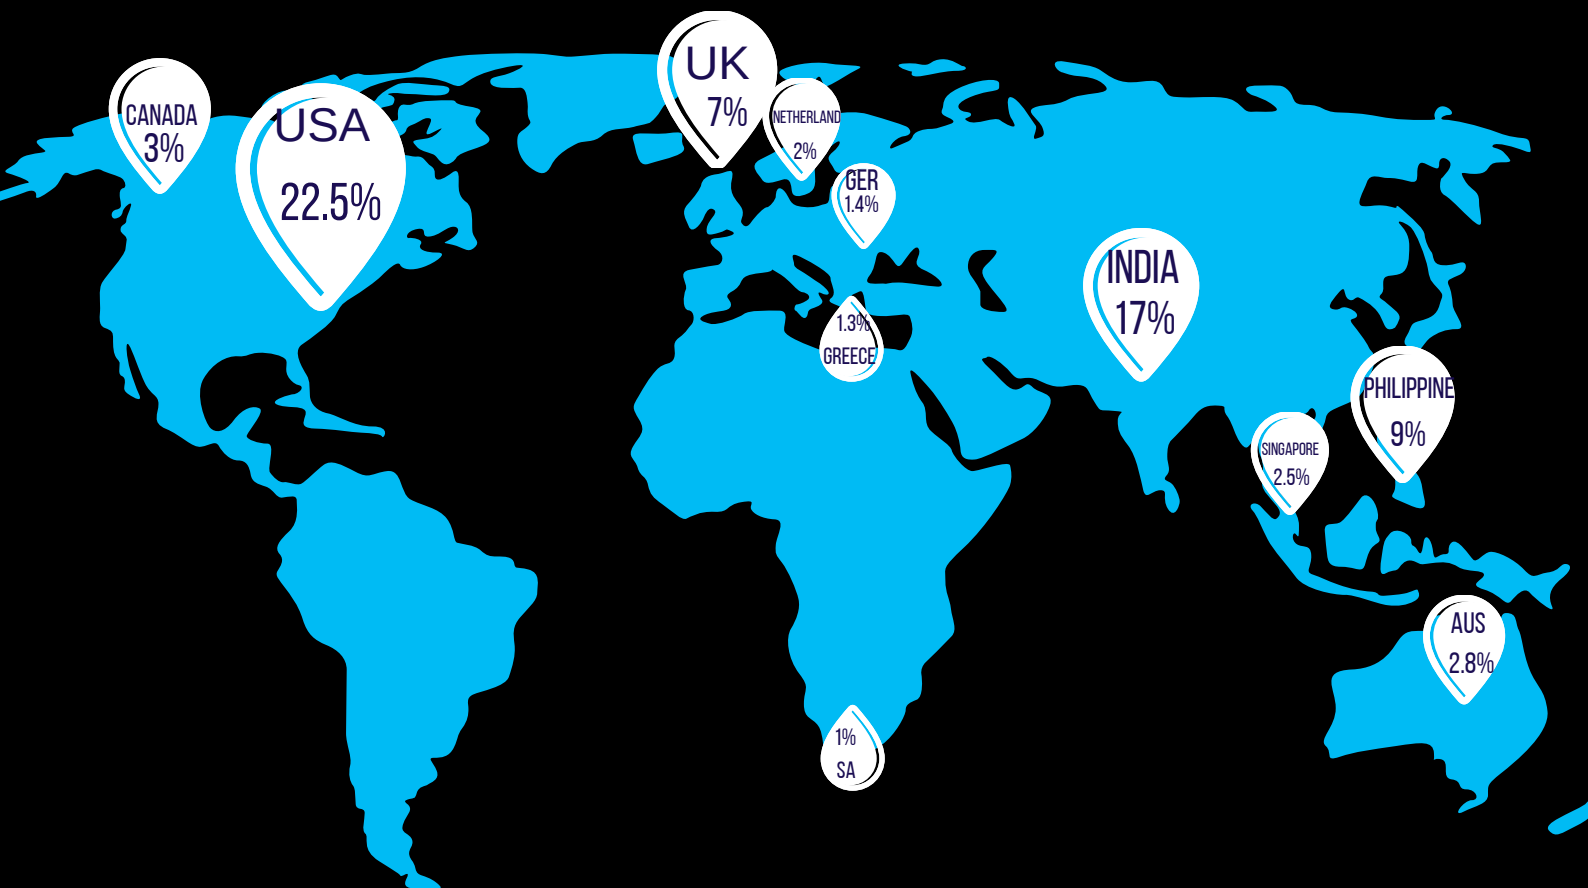 CANADA
3%
USA
22.5%
UK
7%
NETHERLAND
2%
GER
1.4%
1.3%
GREECE
INDIA
17%
PHILIPPINE
9%
SINGAPORE
2.5%
AUS
2.8%
1%
SA